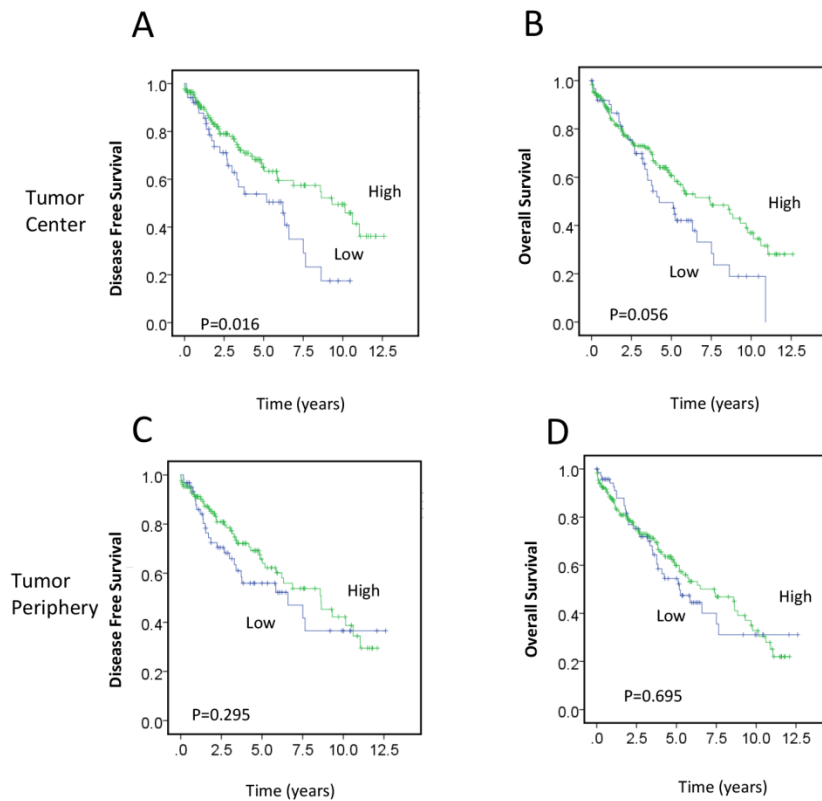 A
B
Tumor
Center
Disease Free Survival
1.0
0.8
0.6
0.4
0.2
0.0
High
Low
P=0.016
.0 2.5 5.0 7.5 10.0 12.5
Time (years)
Overall Survival
1.0
0.8
0.6
0.4
0.2
0.0
High
Low
P=0.056
.0 2.5 5.0 7.5 10.0 12.5
Time (years)
C
D
Tumor
Periphery
Disease Free Survival
1.0
0.8
0.6
0.4
0.2
0.0
High
Low
P=0.295
.0 2.5 5.0 7.5 10.0 12.5
Time (years)
Overall Survival
1.0
0.8
0.6
0.4
0.2
0.0
High
Low
P=0.695
.0 2.5 5.0 7.5 10.0 12.5
Time (years)